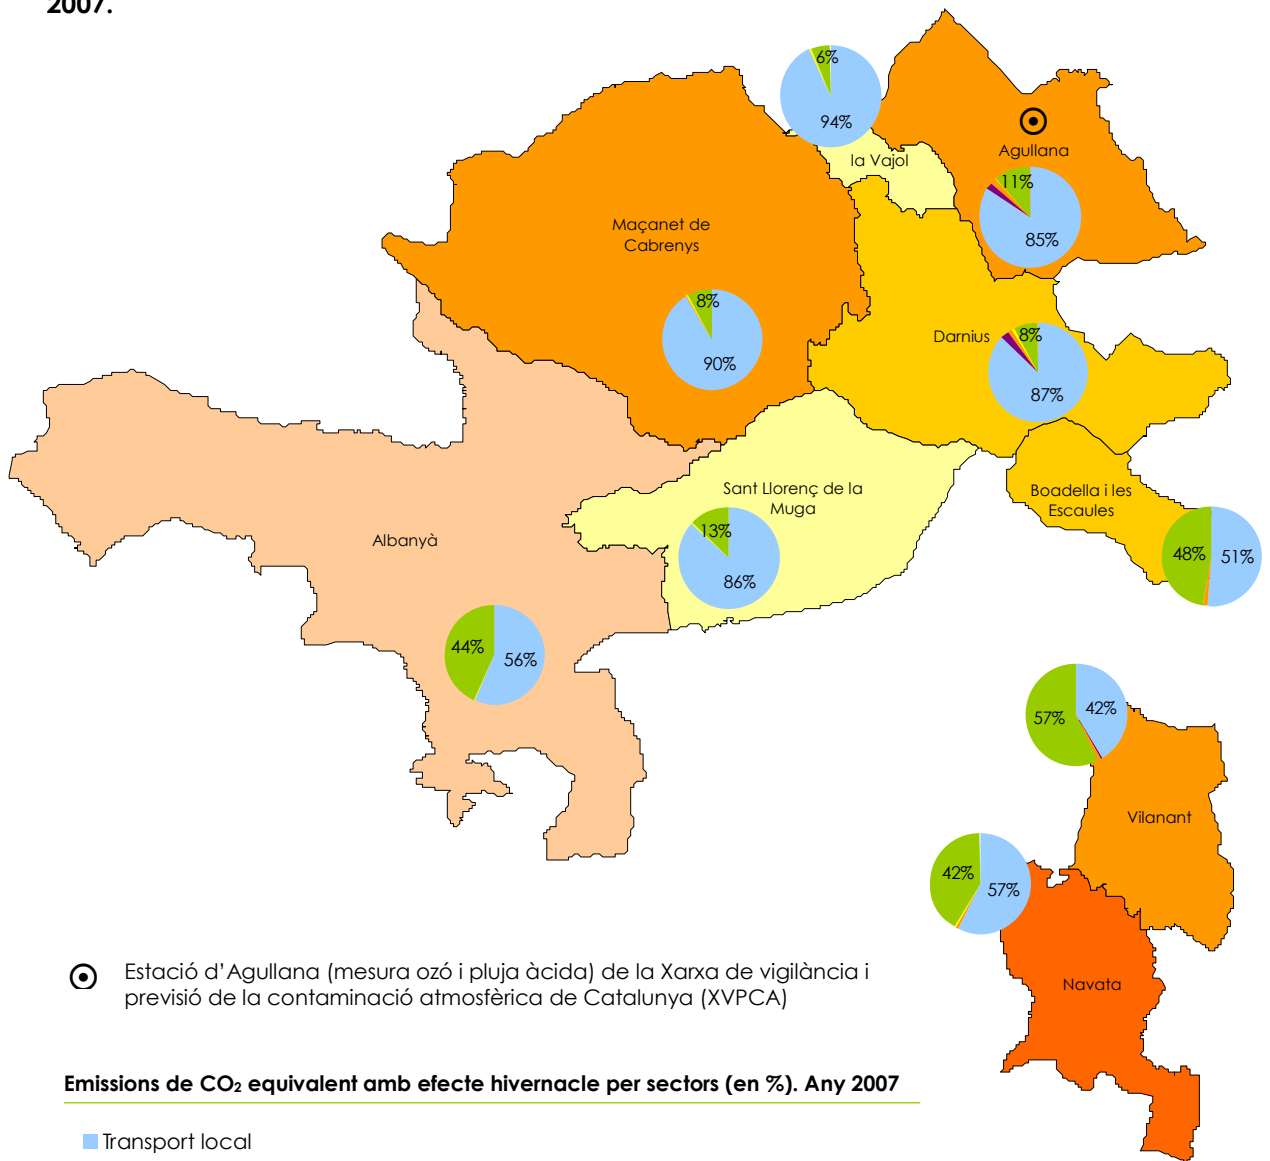 2007.
6%
94%
la Vajol
Agullana
11%
85%
Maçanet de
Cabrenys
8%
90%
Darnius
8%
87%
Sant Llorenç de la
Muga
13%
86%
Boadella i les
Escaules
48%
51%
Albanyà
44%
56%
57%
42%
Vilanant
42%
57%
Navata
Estació d’Agullana (mesura ozó i pluja àcida) de la Xarxa de vigilància i
previsió de la contaminació atmosfèrica de Catalunya (XVPCA)
Emissions de CO₂ equivalent amb efecte hivernacle per sectors (en %). Any 2007
Transport local